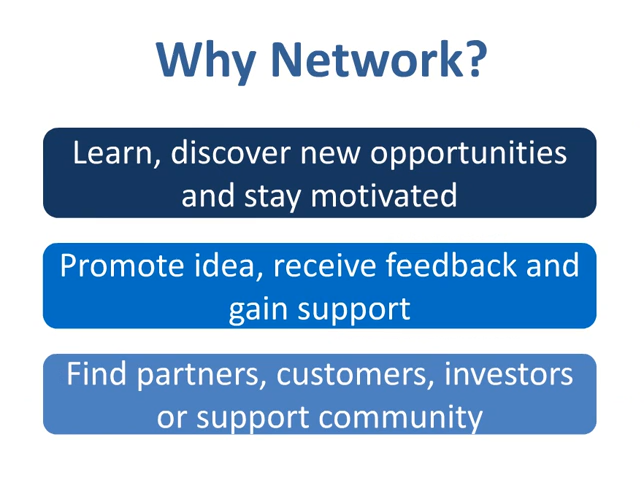 Why Network?
Learn, discover new opportunities
and stay motivated
Promote idea, receive feedback and
gain support
Find partners, customers, investors
or support community